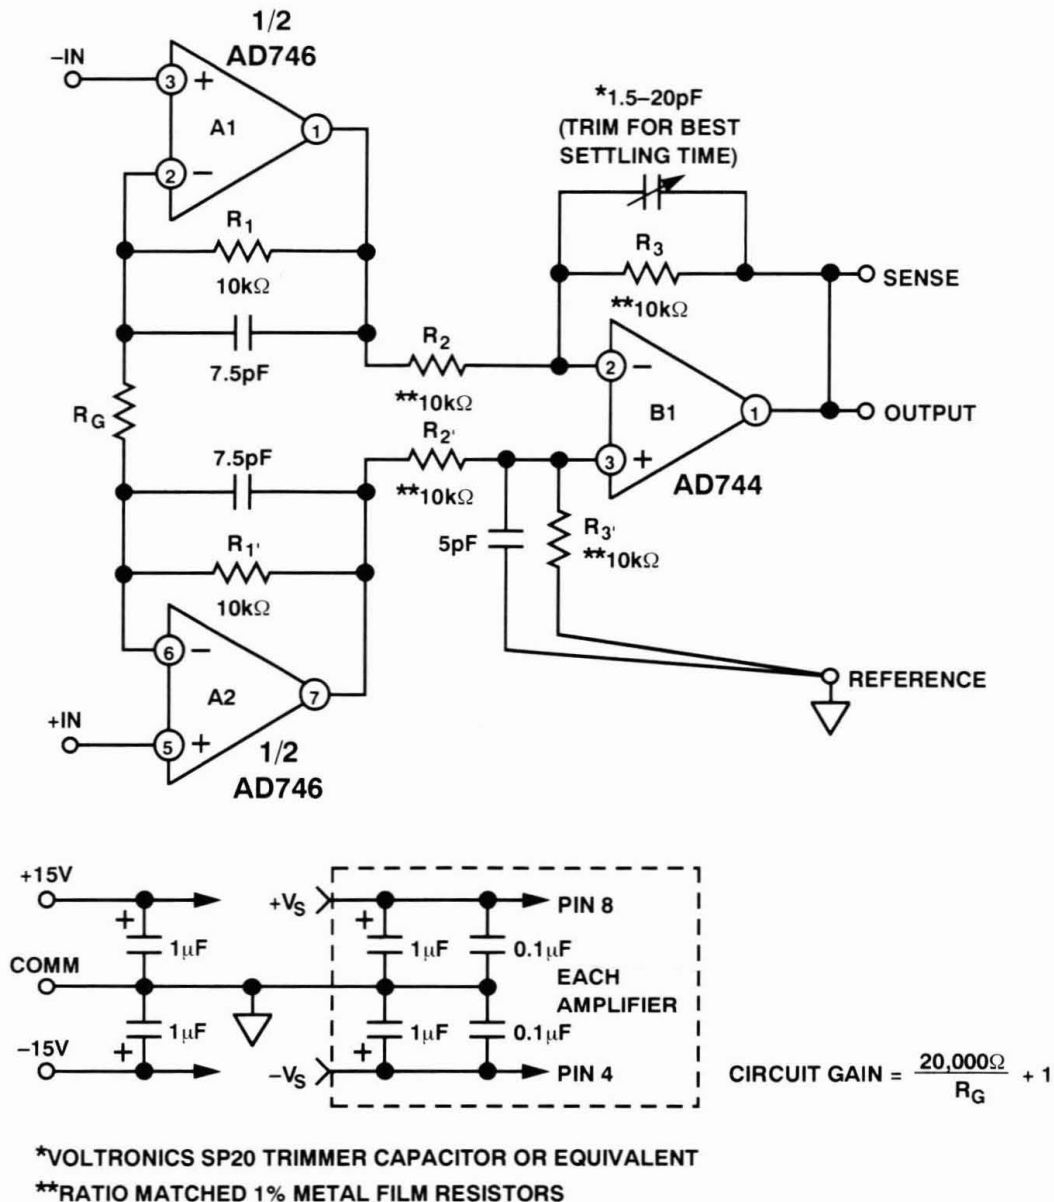 1/2
AD746
–IN
3
+
A1
1
2
–
R1
10kΩ
7.5pF
RG
7.5pF
R1'
10kΩ
6
–
A2
7
+IN
5
+
1/2
AD746
*1.5–20pF
(TRIM FOR BEST
SETTLING TIME)
R3
**10kΩ
SENSE
R2
**10kΩ
2
–
B1
1
OUTPUT
R2'
**10kΩ
3
+
AD744
5pF
R3'
**10kΩ
REFERENCE
+15V
+
1µF
COMM
1µF
+
–15V
+VS
PIN 8
+
1µF
0.1µF
EACH
AMPLIFIER
1µF
0.1µF
+
–VS
PIN 4
CIRCUIT GAIN = 20,000Ω / RG + 1
*VOLTRONICS SP20 TRIMMER CAPACITOR OR EQUIVALENT
**RATIO MATCHED 1% METAL FILM RESISTORS